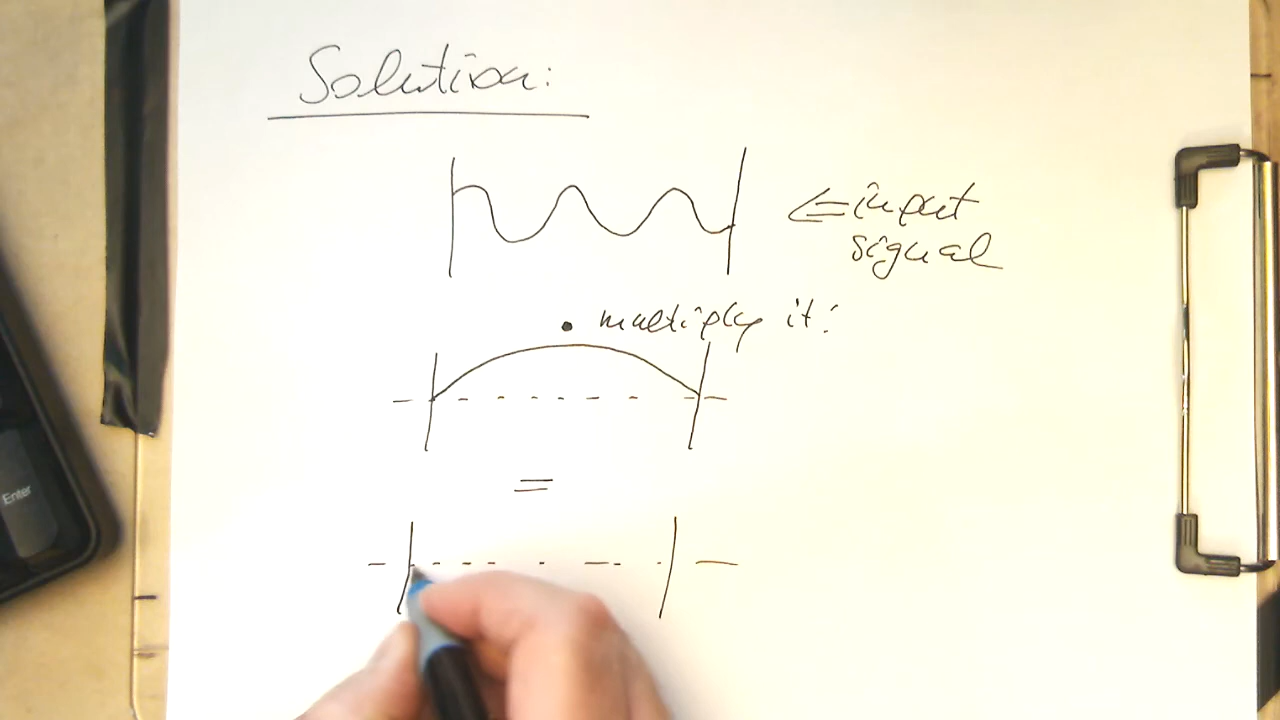 Solution:
⇐ input
signal
• multiply it:
=
Enter